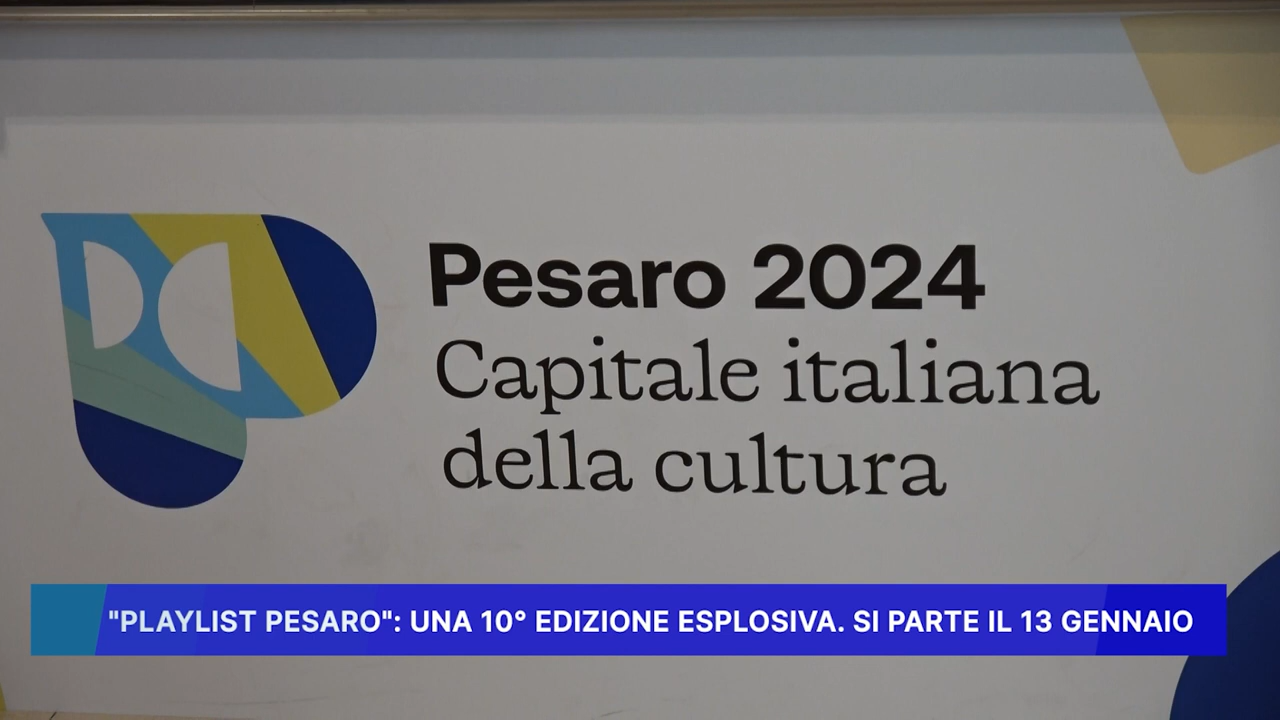 Pesaro 2024
Capitale italiana
della cultura
"PLAYLIST PESARO": UNA 10° EDIZIONE ESPLOSIVA. SI PARTE IL 13 GENNAIO